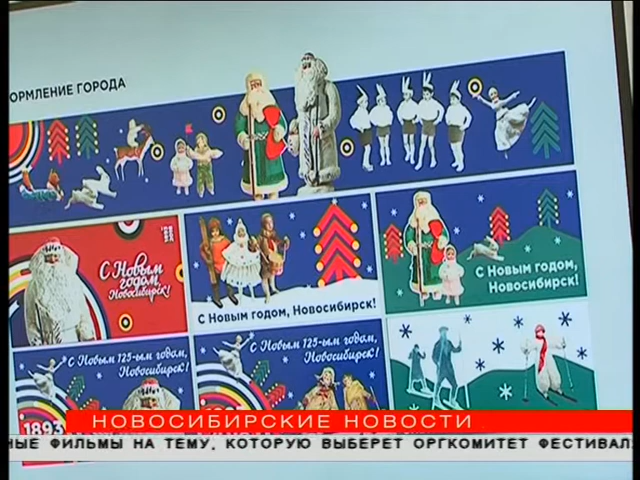 ОРМЛЕНИЕ ГОРОДА
С Новым
годом,
Новосибирск!
С Новым годом, Новосибирск!
С Новым годом,
Новосибирск!
С Новым 125-ым годом,
Новосибирск!
С Новым 125-ым годом,
Новосибирск!
1893
НОВОСИБИРСКИЕ НОВОСТИ
НЫЕ ФИЛЬМЫ НА ТЕМУ, КОТОРУЮ ВЫБЕРЕТ ОРГКОМИТЕТ ФЕСТИВАЛ